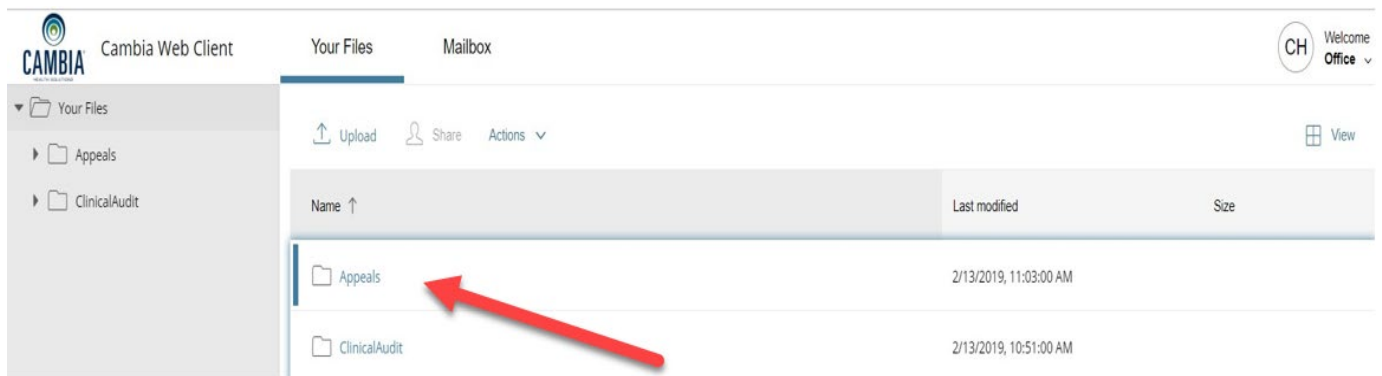 CAMBIA
HEALTH SOLUTIONS
Cambia Web Client
Your Files
Mailbox
CH
Welcome
Office
Your Files
Appeals
ClinicalAudit
Upload
Share
Actions
View
Name ↑
Last modified
Size
Appeals
2/13/2019, 11:03:00 AM
ClinicalAudit
2/13/2019, 10:51:00 AM